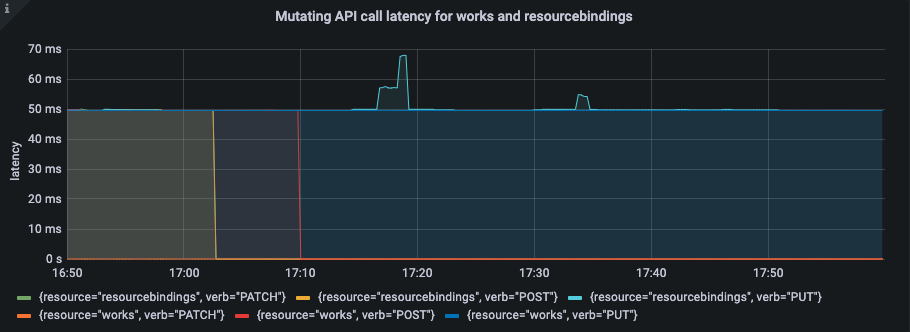 i
Mutating API call latency for works and resourcebindings
70 ms
60 ms
50 ms
40 ms
30 ms
20 ms
10 ms
0 s
latency
16:50 17:00 17:10 17:20 17:30 17:40 17:50
{resource="resourcebindings", verb="PATCH"} {resource="resourcebindings", verb="POST"} {resource="resourcebindings", verb="PUT"}
{resource="works", verb="PATCH"} {resource="works", verb="POST"} {resource="works", verb="PUT"}